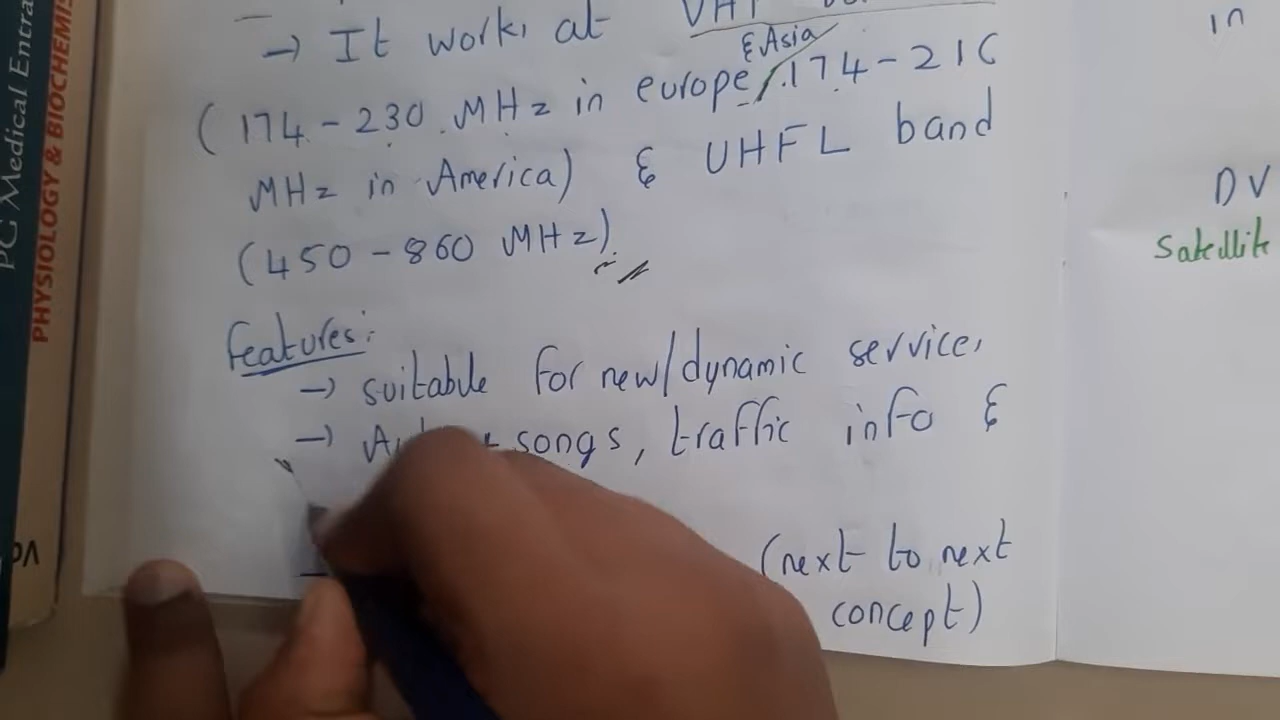 → It works at VHF
& Asia
(174-230 MHz in europe /.174-216
MHz in America) & UHFL band
(450-860 MHz).
Features:
→ suitable for new/dynamic services
→ songs, traffic info &
(next to next
concept)
in
DV
Satellite
PG Medical Entra
PHYSIOLOGY & BIOCHEMIS